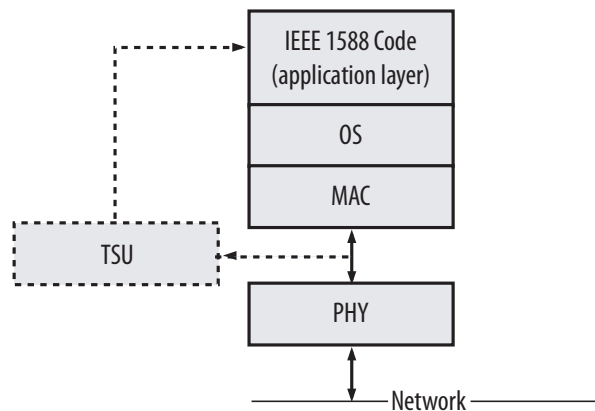 IEEE 1588 Code
(application layer)
OS
MAC
TSU
PHY
Network